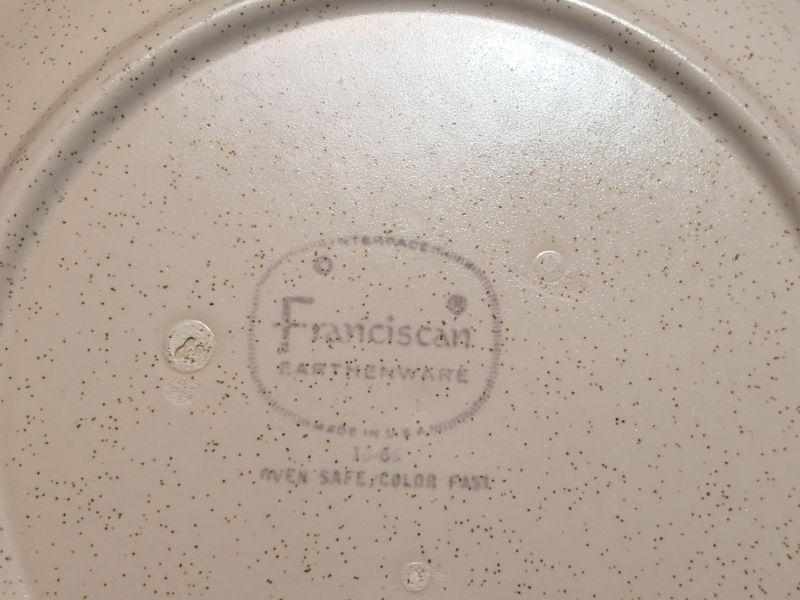 INTERPACE
®
Franciscan
EARTHENWARE
MADE IN U.S.A.
OVEN SAFE, COLOR FAST